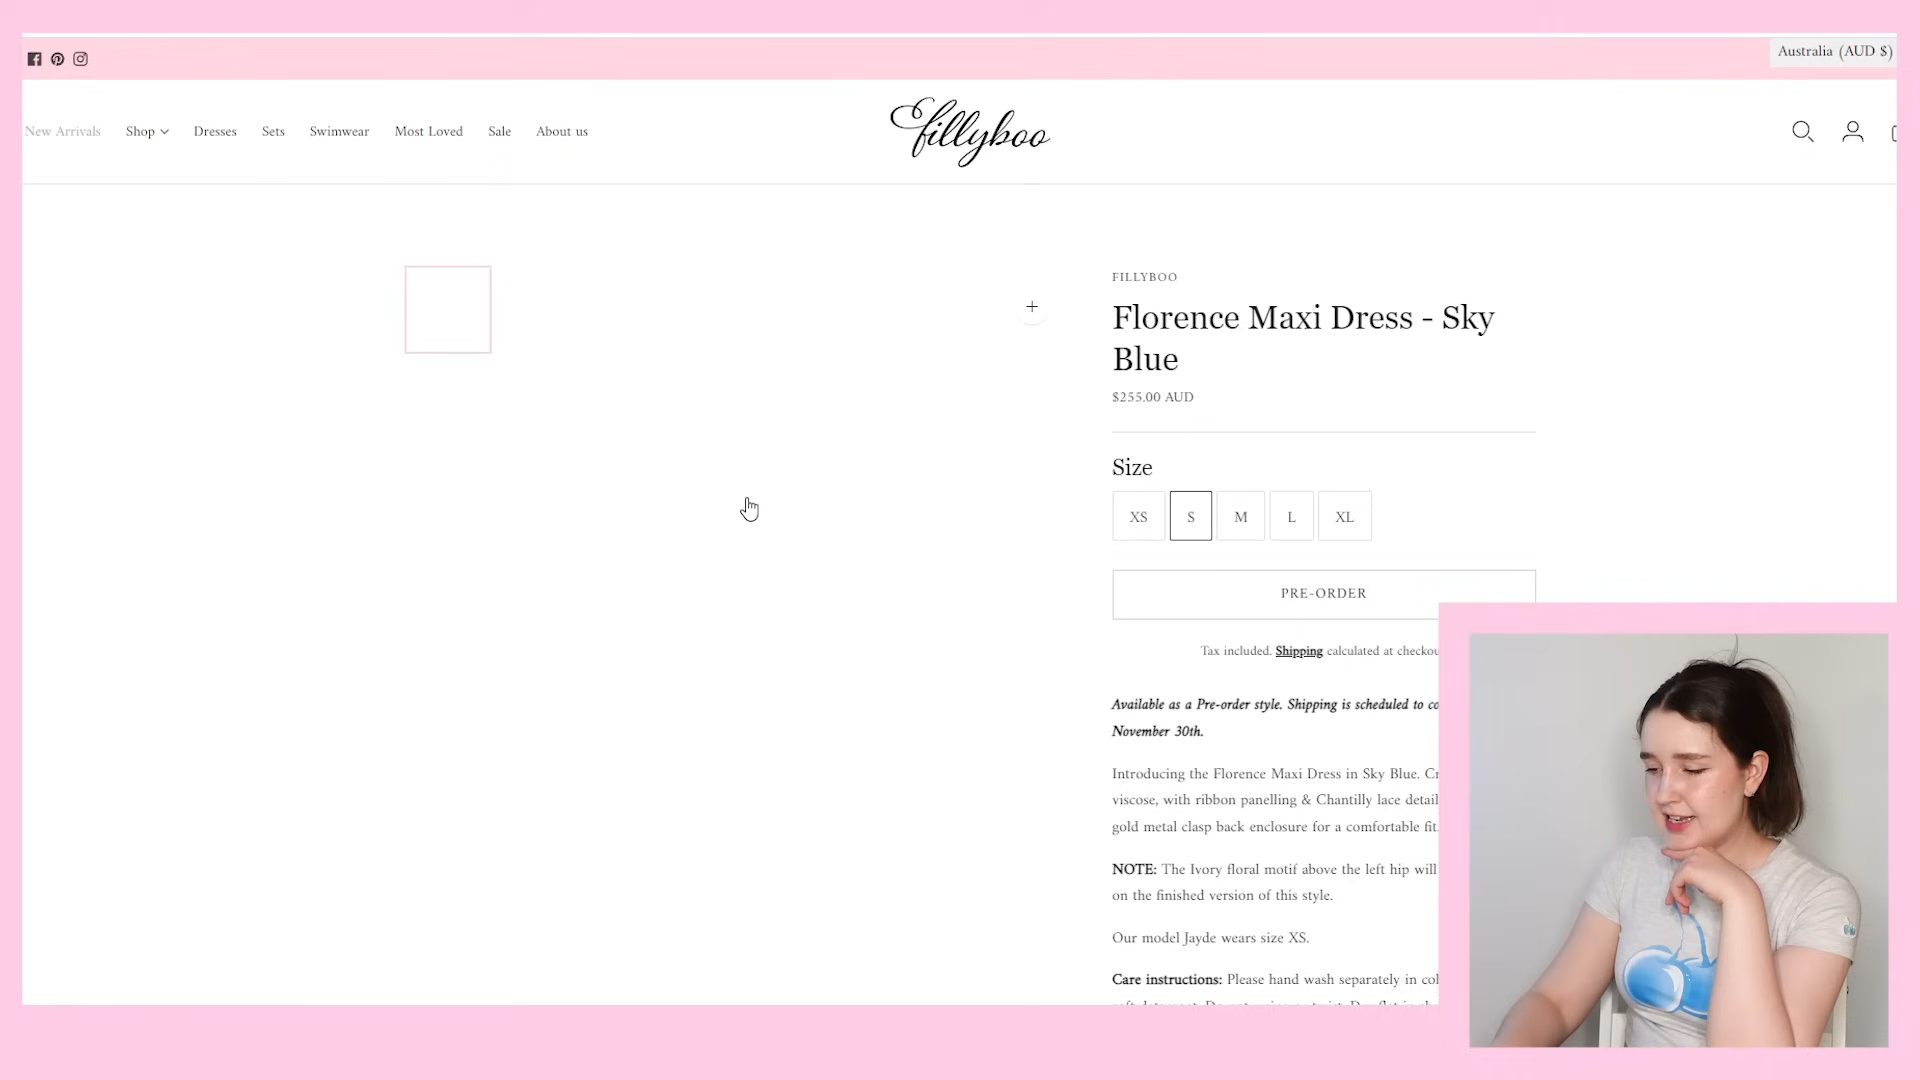 Australia (AUD $)
New Arrivals Shop Dresses Sets Swimwear Most Loved Sale About us
fillyboo
FILLYBOO
Florence Maxi Dress - Sky
Blue
$255.00 AUD
Size
XS S M L XL
PRE-ORDER
Tax included. Shipping calculated at checkou
Available as a Pre-order style. Shipping is scheduled to co
November 30th.
Introducing the Florence Maxi Dress in Sky Blue. Cr
viscose, with ribbon panelling & Chantilly lace detail
gold metal clasp back enclosure for a comfortable fit.
NOTE: The Ivory floral motif above the left hip will
on the finished version of this style.
Our model Jayde wears size XS.
Care instructions: Please hand wash separately in col